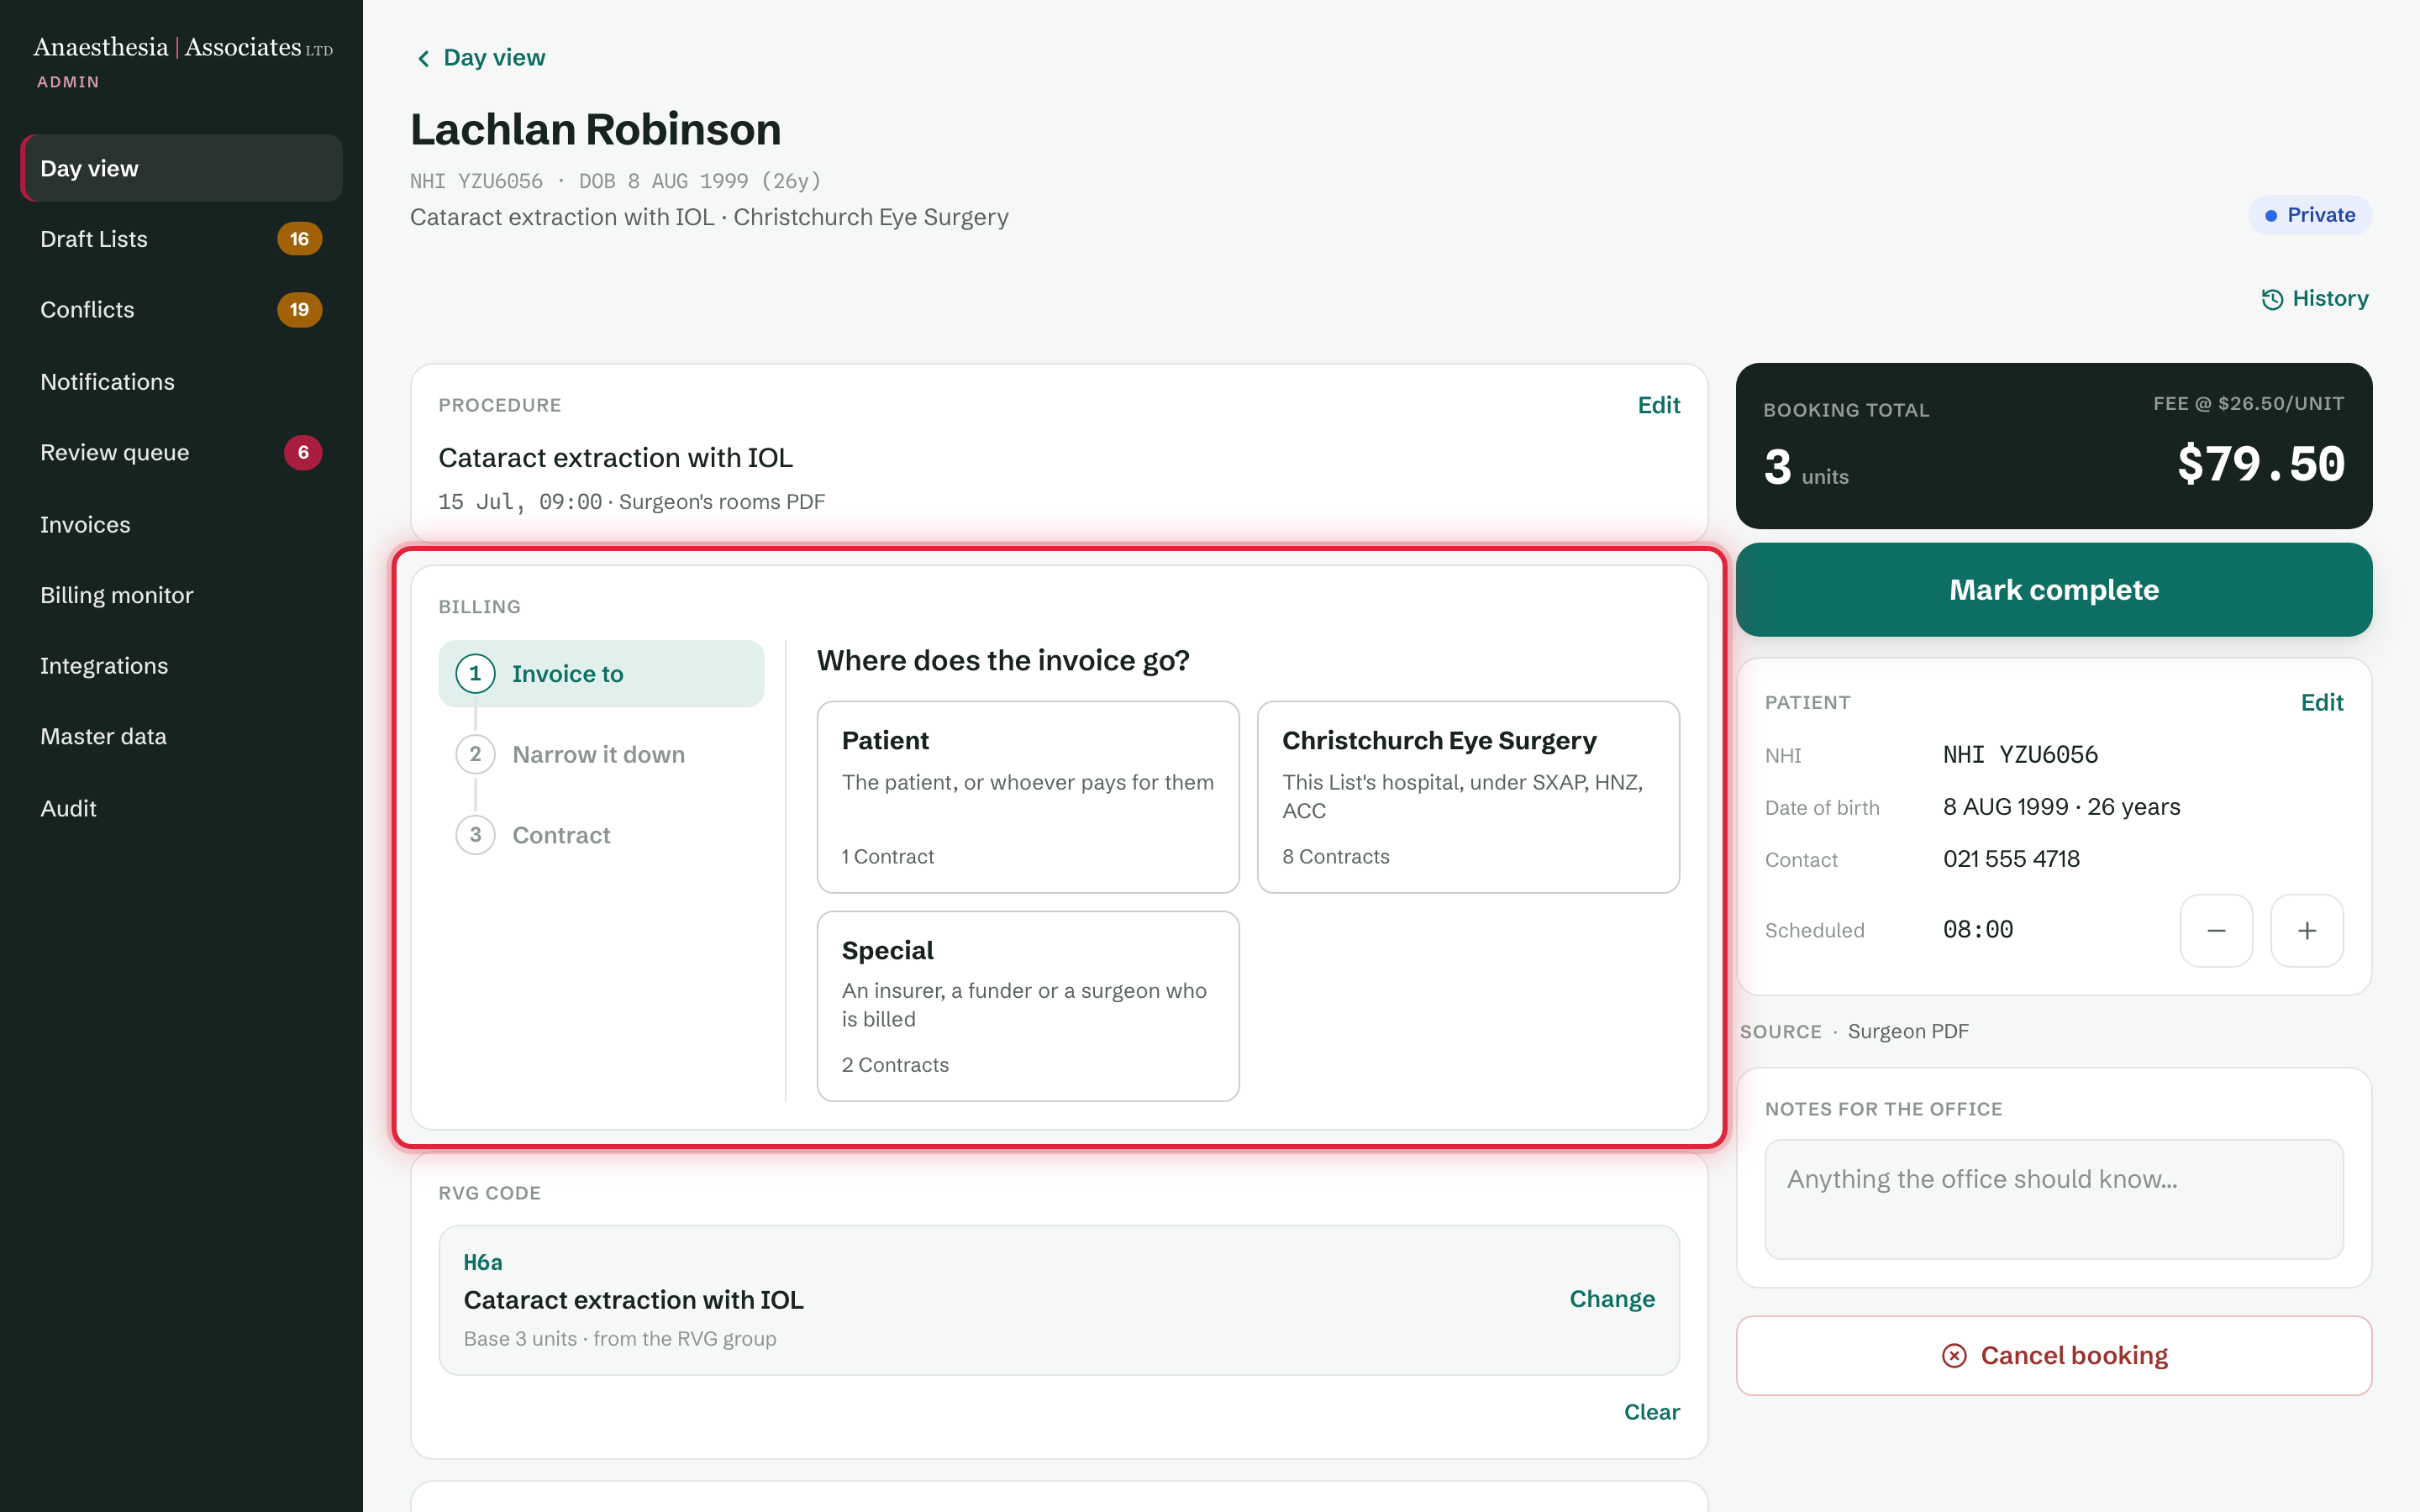 Anaesthesia | Associates LTD
ADMIN
Day view
Draft Lists 16
Conflicts 19
Notifications
Review queue 6
Invoices
Billing monitor
Integrations
Master data
Audit
Day view
Lachlan Robinson
NHI YZU6056 · DOB 8 AUG 1999 (26y)
Cataract extraction with IOL · Christchurch Eye Surgery
Private
History
PROCEDURE
Edit
Cataract extraction with IOL
15 Jul, 09:00 · Surgeon's rooms PDF
BILLING
1 Invoice to
2 Narrow it down
3 Contract
Where does the invoice go?
Patient
The patient, or whoever pays for them
1 Contract
Christchurch Eye Surgery
This List's hospital, under SXAP, HNZ,
ACC
8 Contracts
Special
An insurer, a funder or a surgeon who
is billed
2 Contracts
RVG CODE
H6a
Cataract extraction with IOL
Base 3 units · from the RVG group
Change
Clear
BOOKING TOTAL
FEE @ $26.50/UNIT
3 units
$79.50
Mark complete
PATIENT
Edit
NHI NHI YZU6056
Date of birth 8 AUG 1999 · 26 years
Contact 021 555 4718
Scheduled 08:00 − +
SOURCE · Surgeon PDF
NOTES FOR THE OFFICE
Anything the office should know...
Cancel booking